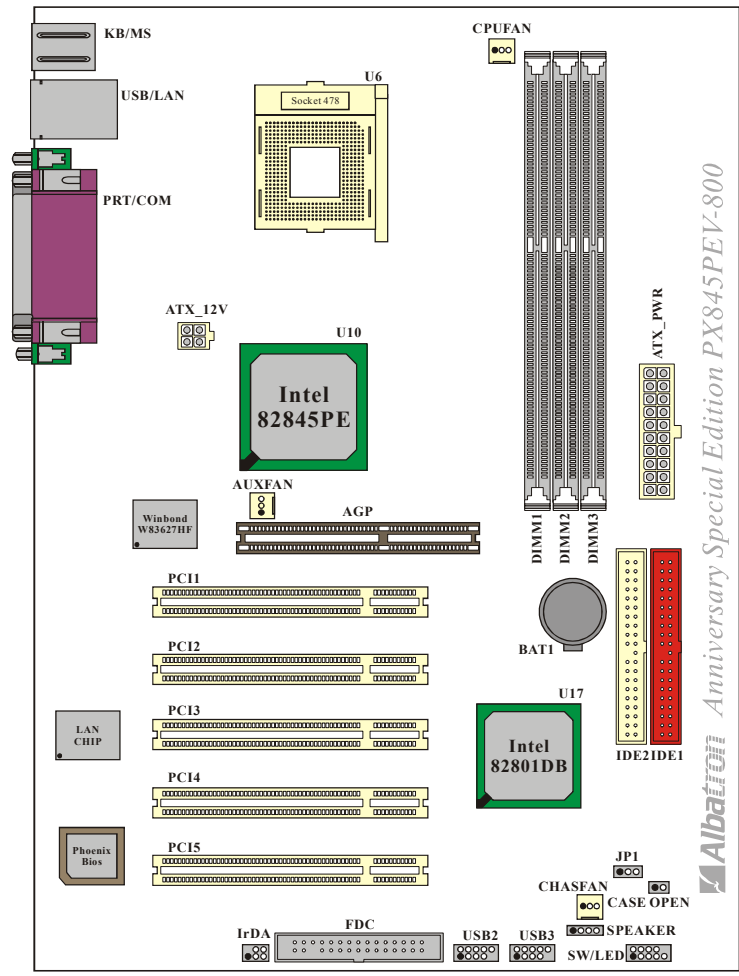 KB/MS
CPUFAN
U6
USB/LAN
Socket 478
PRT/COM
ATX_12V
U10
ATX_PWR
Intel
82845PE
AUXFAN
AGP
Winbond
W83627HF
DIMM1
DIMM2
DIMM3
PCI1
PCI2
BAT1
U17
PCI3
LAN
CHIP
Intel
82801DB
IDE2
IDE1
PCI4
PCI5
Phoenix
Bios
JP1
CHASFAN
CASE OPEN
IrDA
FDC
USB2
USB3
SPEAKER
SW/LED
Albatron Anniversary Special Edition PX845PEV-800